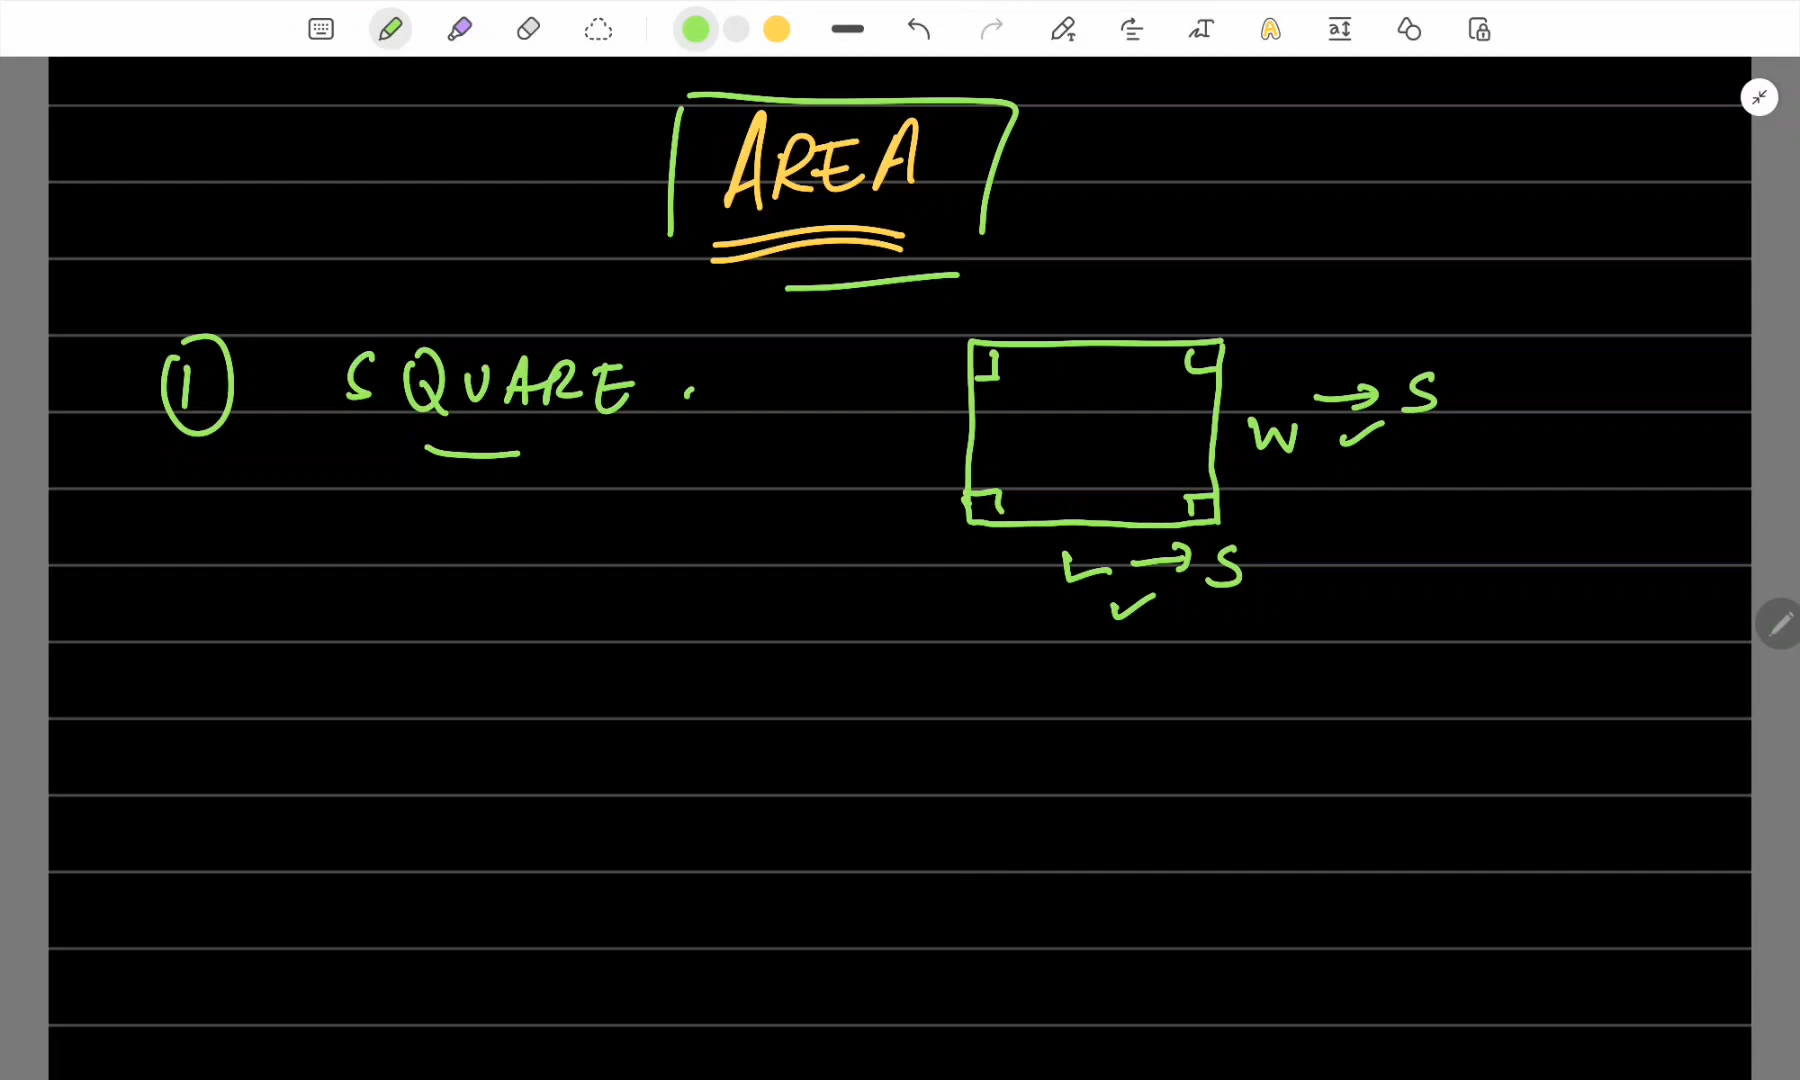 AREA
① SQUARE.
W → S
L → S